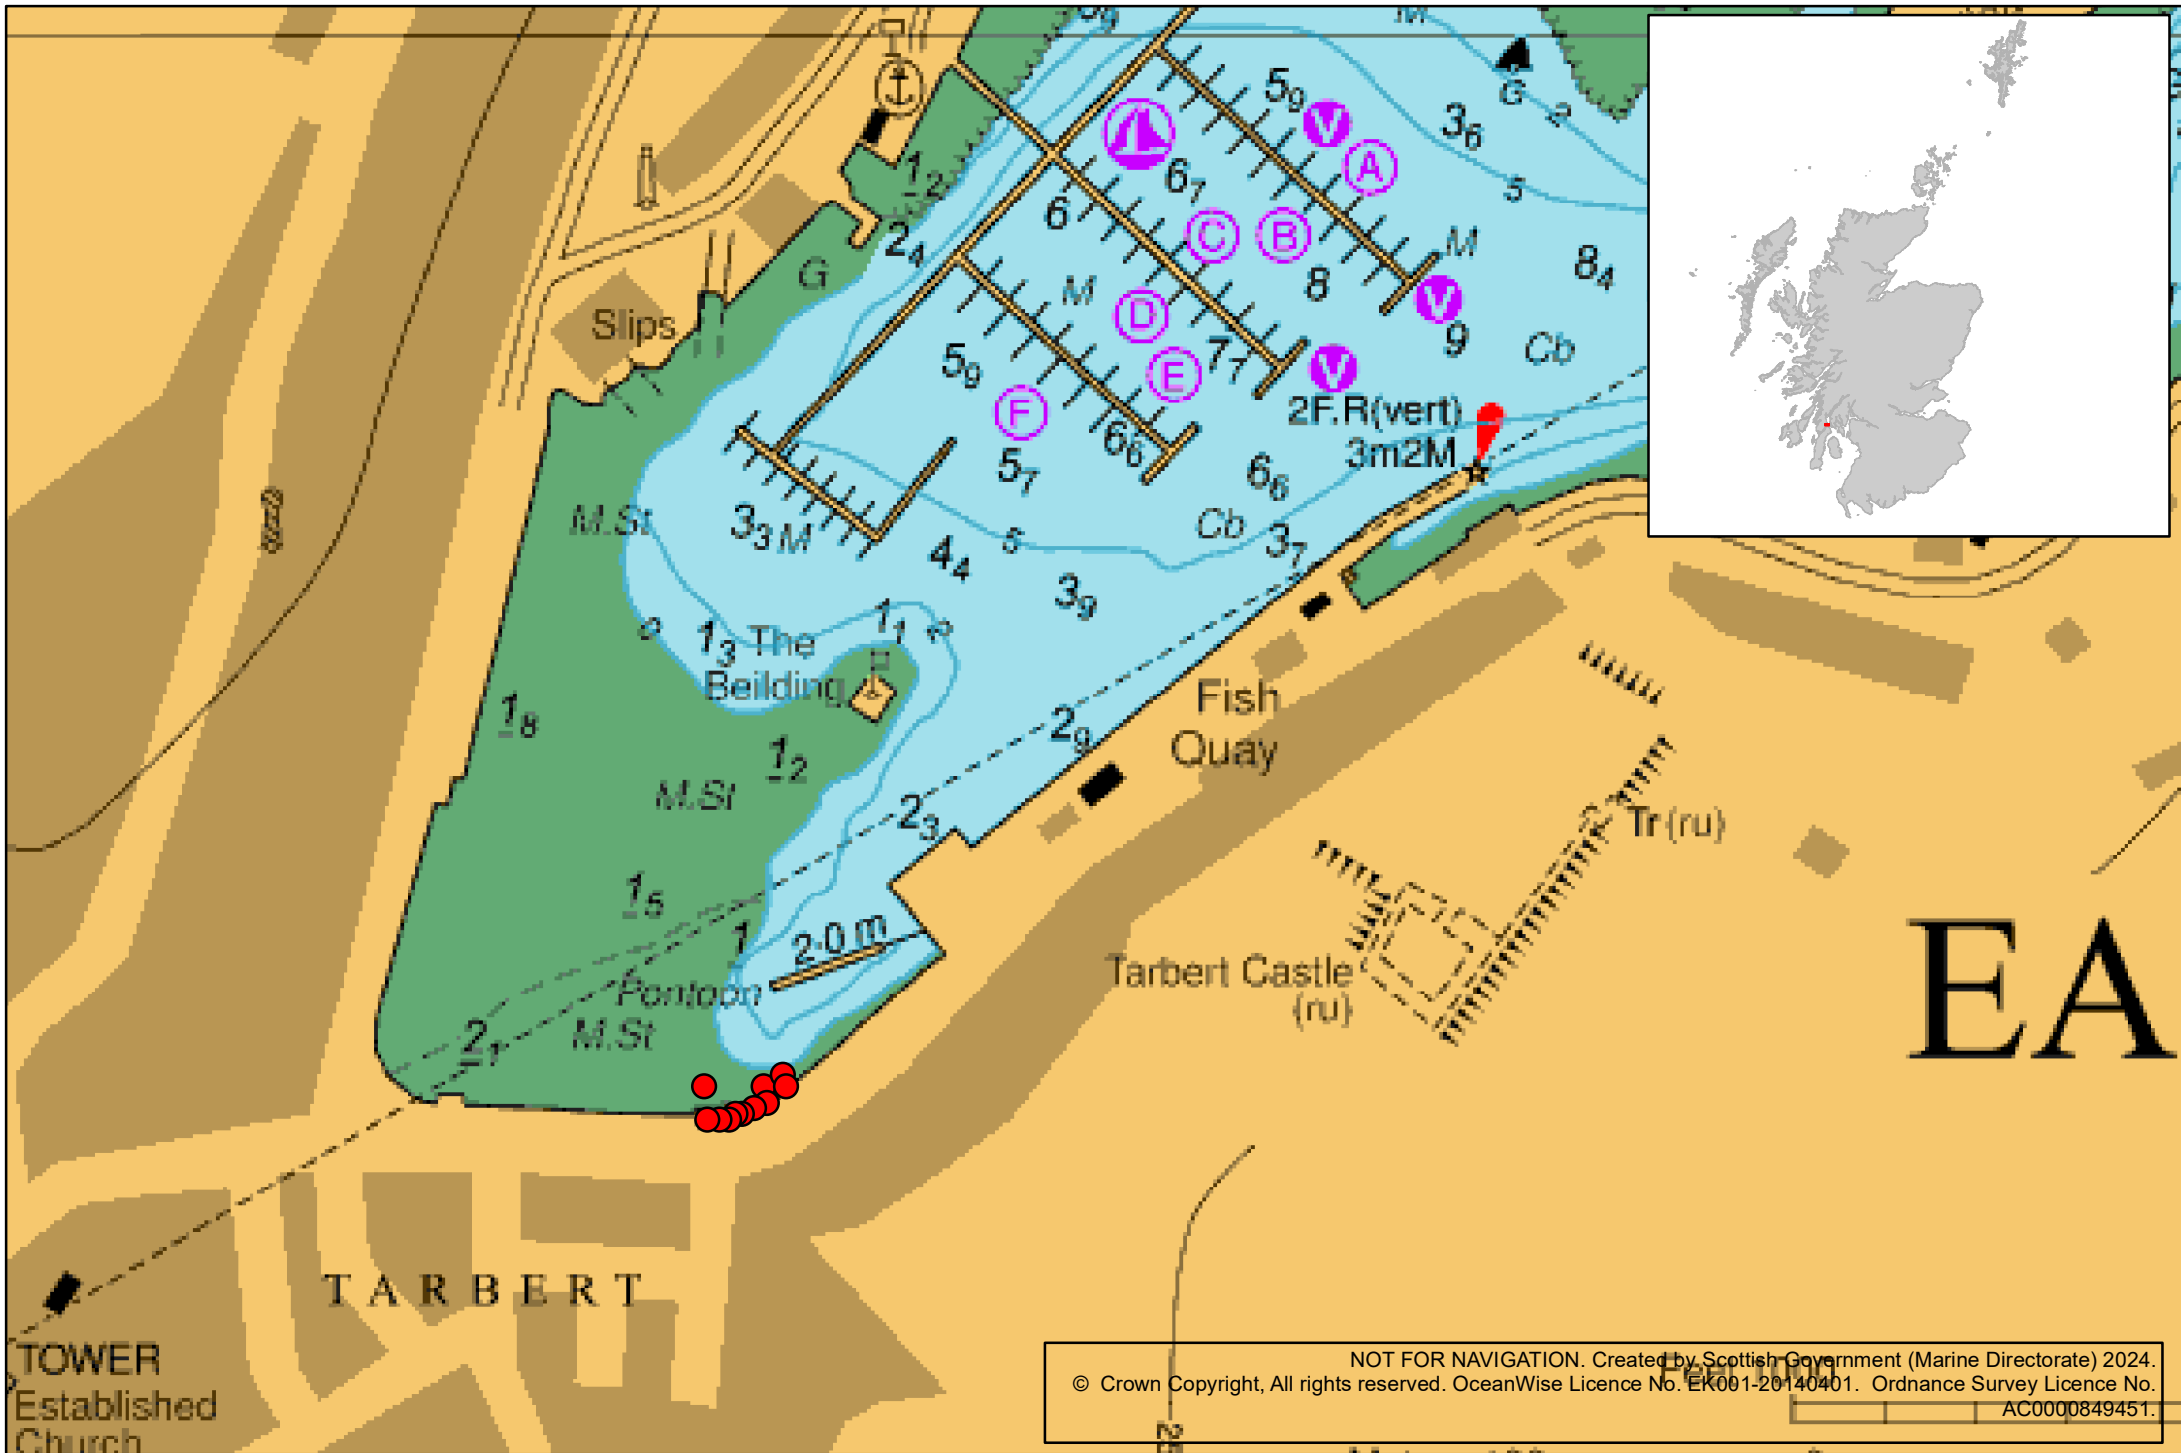 5₉
V
G
2
3₆
A
1₂
6₇
5
6
C
B
M
2₄
G
8
8₄
M
D
V
9
Slips
7₇
Cb
5₉
E
V
F
2F.R(vert)
3m2M
6₆
5₇
6₆
M.St
3₃
M
Cb
3₇
5
4₄
3₉
1₁
2
1₃
The
Beilding
Fish
Quay
1₈
2₉
1₂
M.St
2₃
Tr (ru)
1₅
1
2·0 m
EA
Tarbert Castle
(ru)
Pontoon
M.St
2₁
TARBERT
TOWER
Established
Church
NOT FOR NAVIGATION. Created by Scottish Government (Marine Directorate) 2024.
© Crown Copyright, All rights reserved. OceanWise Licence No. EK001-20140401. Ordnance Survey Licence No.
AC0000849451.